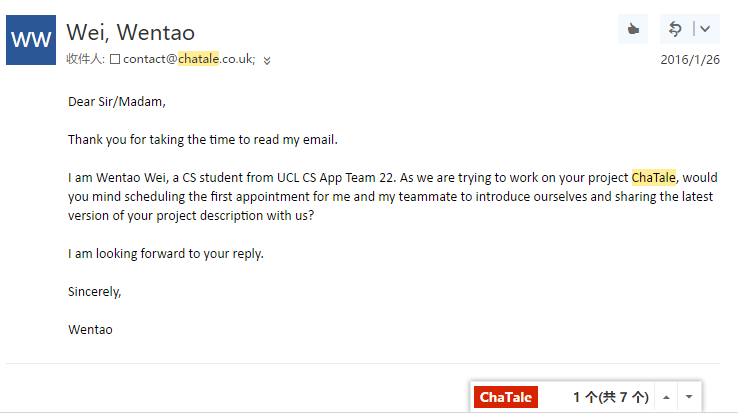 WW
Wei, Wentao
收件人: contact@chatale.co.uk;
2016/1/26
Dear Sir/Madam,
Thank you for taking the time to read my email.
I am Wentao Wei, a CS student from UCL CS App Team 22. As we are trying to work on your project ChaTale, would
you mind scheduling the first appointment for me and my teammate to introduce ourselves and sharing the latest
version of your project description with us?
I am looking forward to your reply.
Sincerely,
Wentao
ChaTale 1 个(共 7 个)